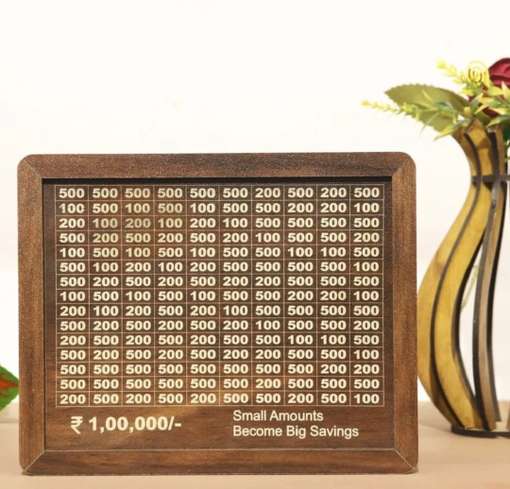 500 500 500 500 500 500 200 500 200 500
100 500 100 500 100 500 500 200 200 100
200 100 200 100 200 100 500 500 500 500
500 200 500 200 500 200 100 500 500 200
100 500 100 500 100 500 500 100 100 500
500 100 200 100 200 500 500 500 500 100
500 200 500 200 500 200 200 500 200 500
100 500 100 500 100 500 500 200 200 100
200 100 200 500 200 100 500 500 500 500
500 200 500 200 500 200 100 500 500 200
200 500 200 500 200 500 500 100 100 500
500 200 500 200 500 200 500 500 500 100
200 500 200 500 200 500 500 200 500 200
500 500 500 500 500 500 200 500 500 500
200 500 500 200 500 200 500 200 500 100
₹ 1,00,000/-
Small Amounts
Become Big Savings